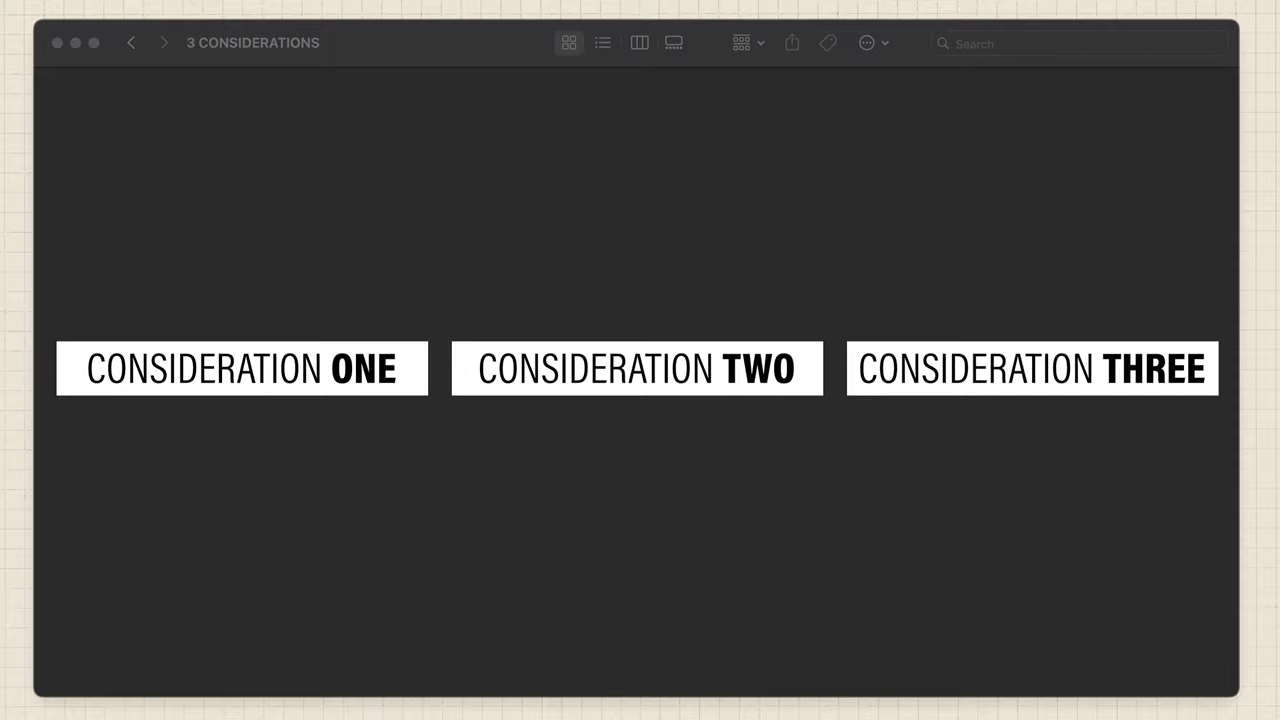 3 CONSIDERATIONS
Search
CONSIDERATION ONE
CONSIDERATION TWO
CONSIDERATION THREE